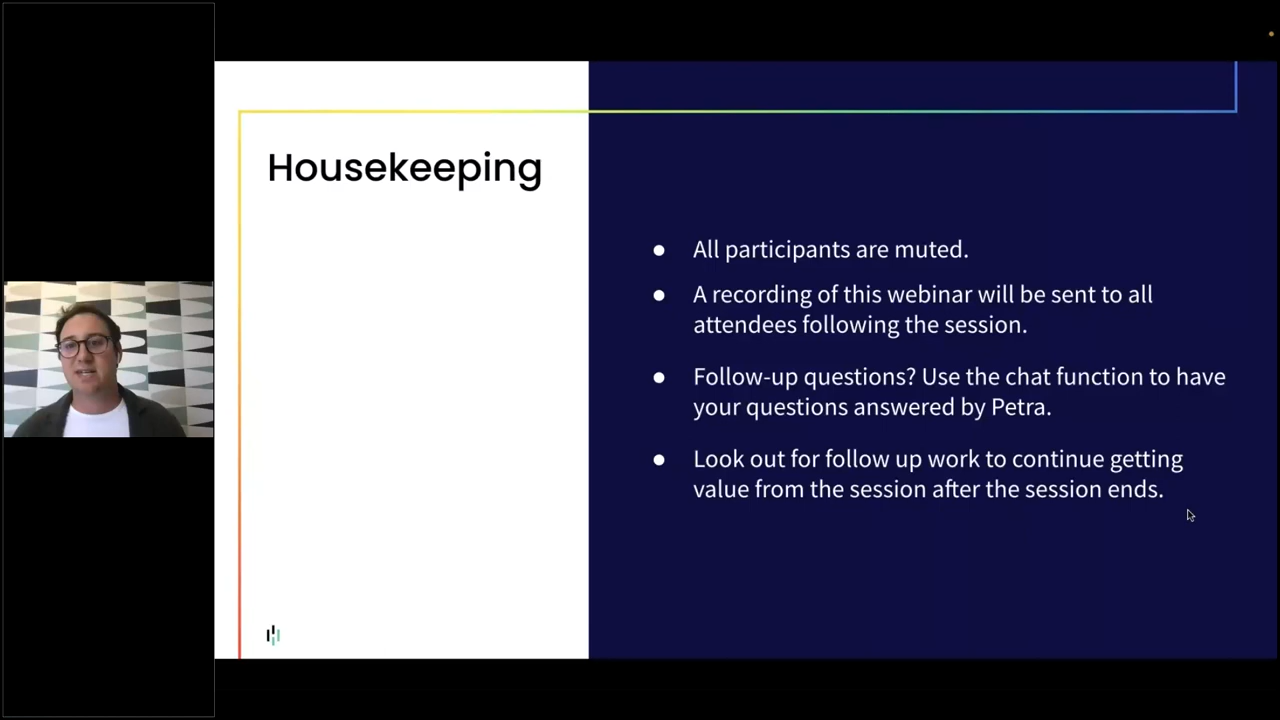 Housekeeping
● All participants are muted.
● A recording of this webinar will be sent to all
attendees following the session.
● Follow-up questions? Use the chat function to have
your questions answered by Petra.
● Look out for follow up work to continue getting
value from the session after the session ends.